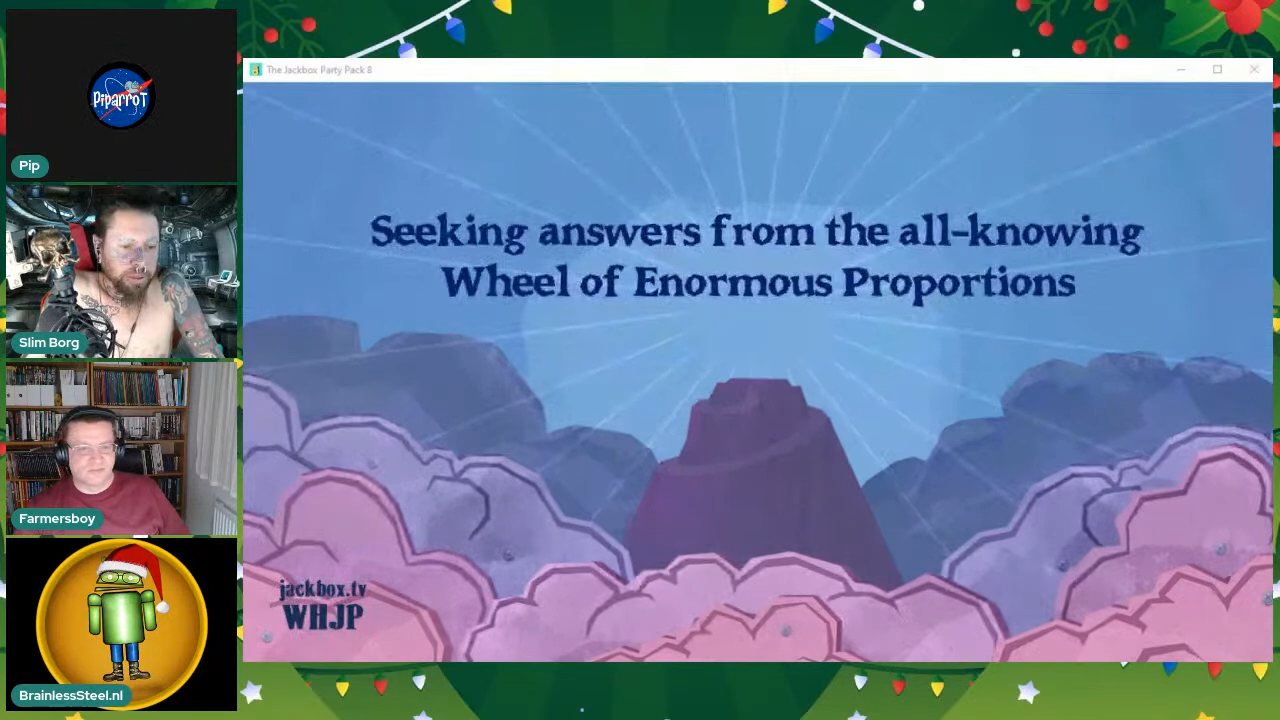 Piparrot
Pip
Slim Borg
Farmersboy
BrainlessSteel.nl
The Jackbox Party Pack 8
Seeking answers from the all-knowing
Wheel of Enormous Proportions
jackbox.tv
WHJP